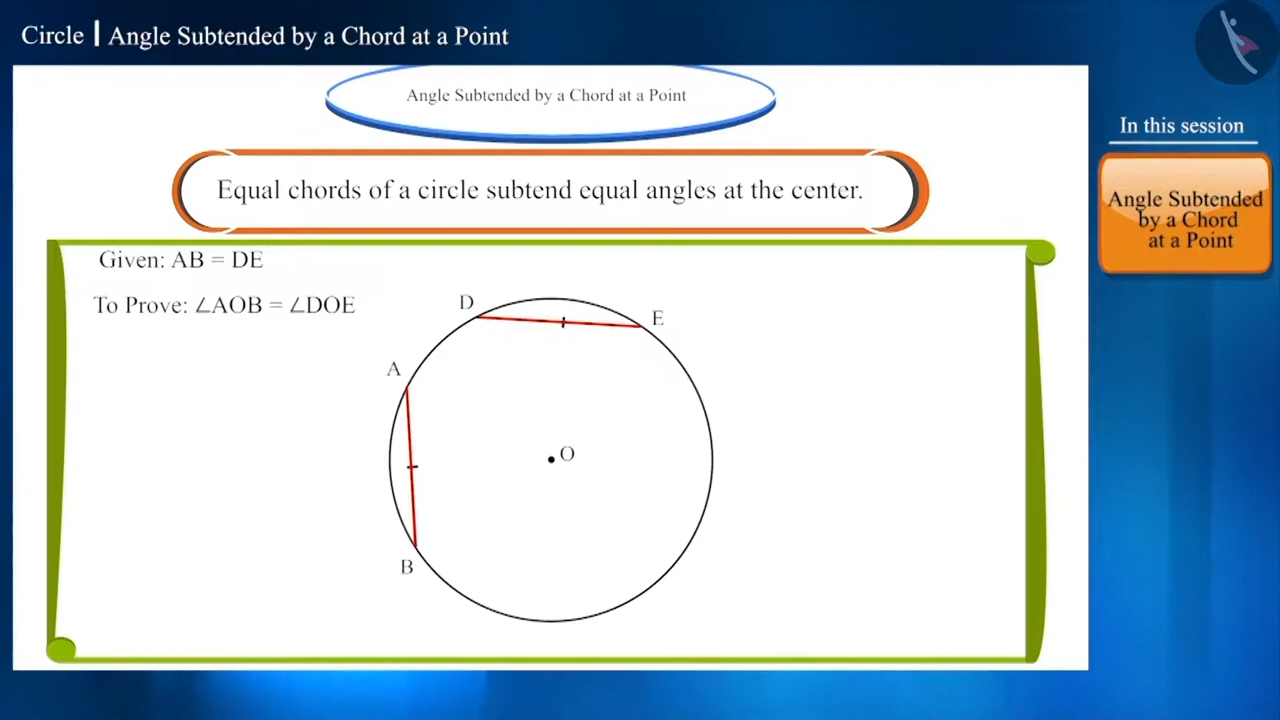 Circle | Angle Subtended by a Chord at a Point
In this session
Angle Subtended
by a Chord
at a Point
Angle Subtended by a Chord at a Point
Equal chords of a circle subtend equal angles at the center.
Given: AB = DE
To Prove: ∠AOB = ∠DOE
D
E
A
O
B